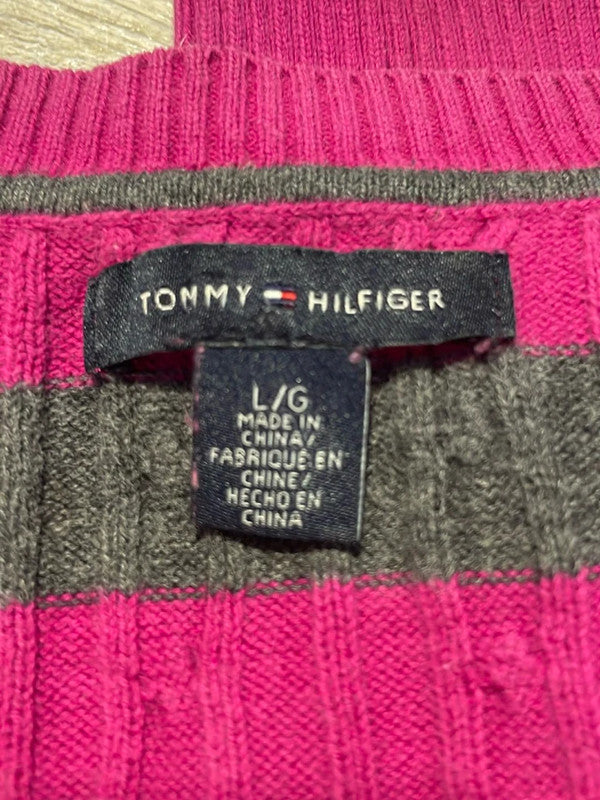 TOMMY HILFIGER
L/G
MADE IN
CHINA/
FABRIQUÉ EN
CHINE/
HECHO EN
CHINA